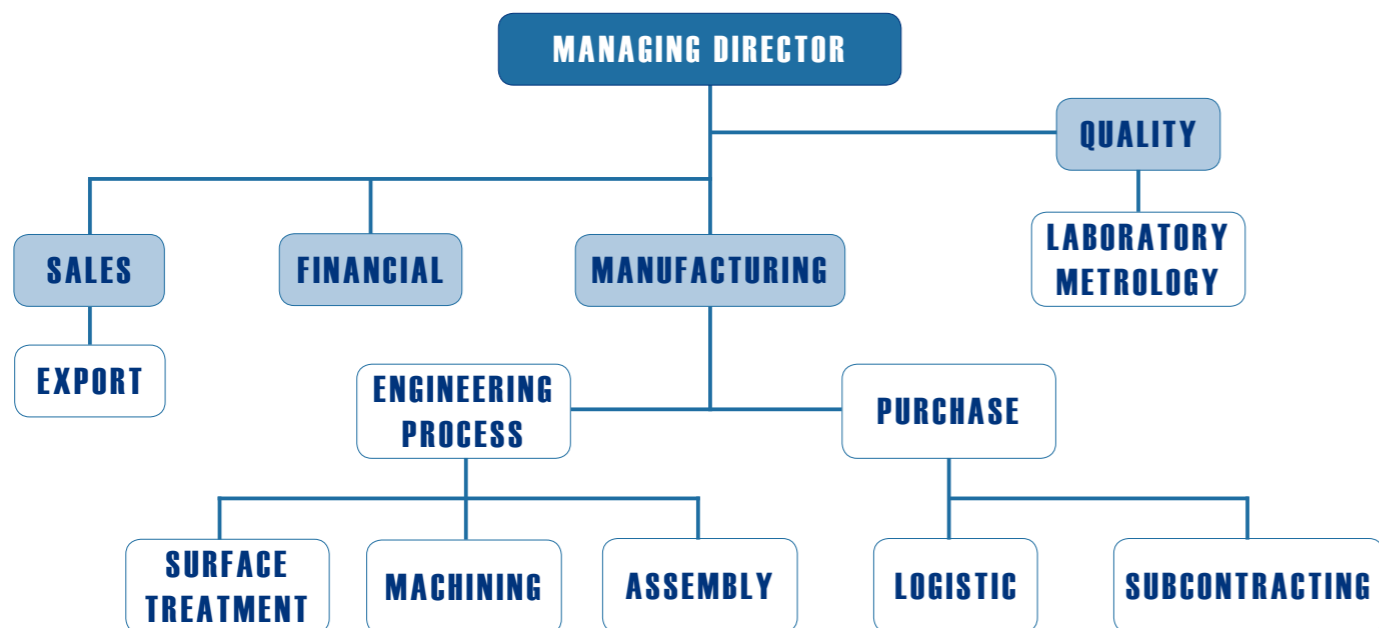 MANAGING DIRECTOR
QUALITY
LABORATORY
METROLOGY
SALES
FINANCIAL
MANUFACTURING
EXPORT
ENGINEERING
PROCESS
PURCHASE
SURFACE
TREATMENT
MACHINING
ASSEMBLY
LOGISTIC
SUBCONTRACTING